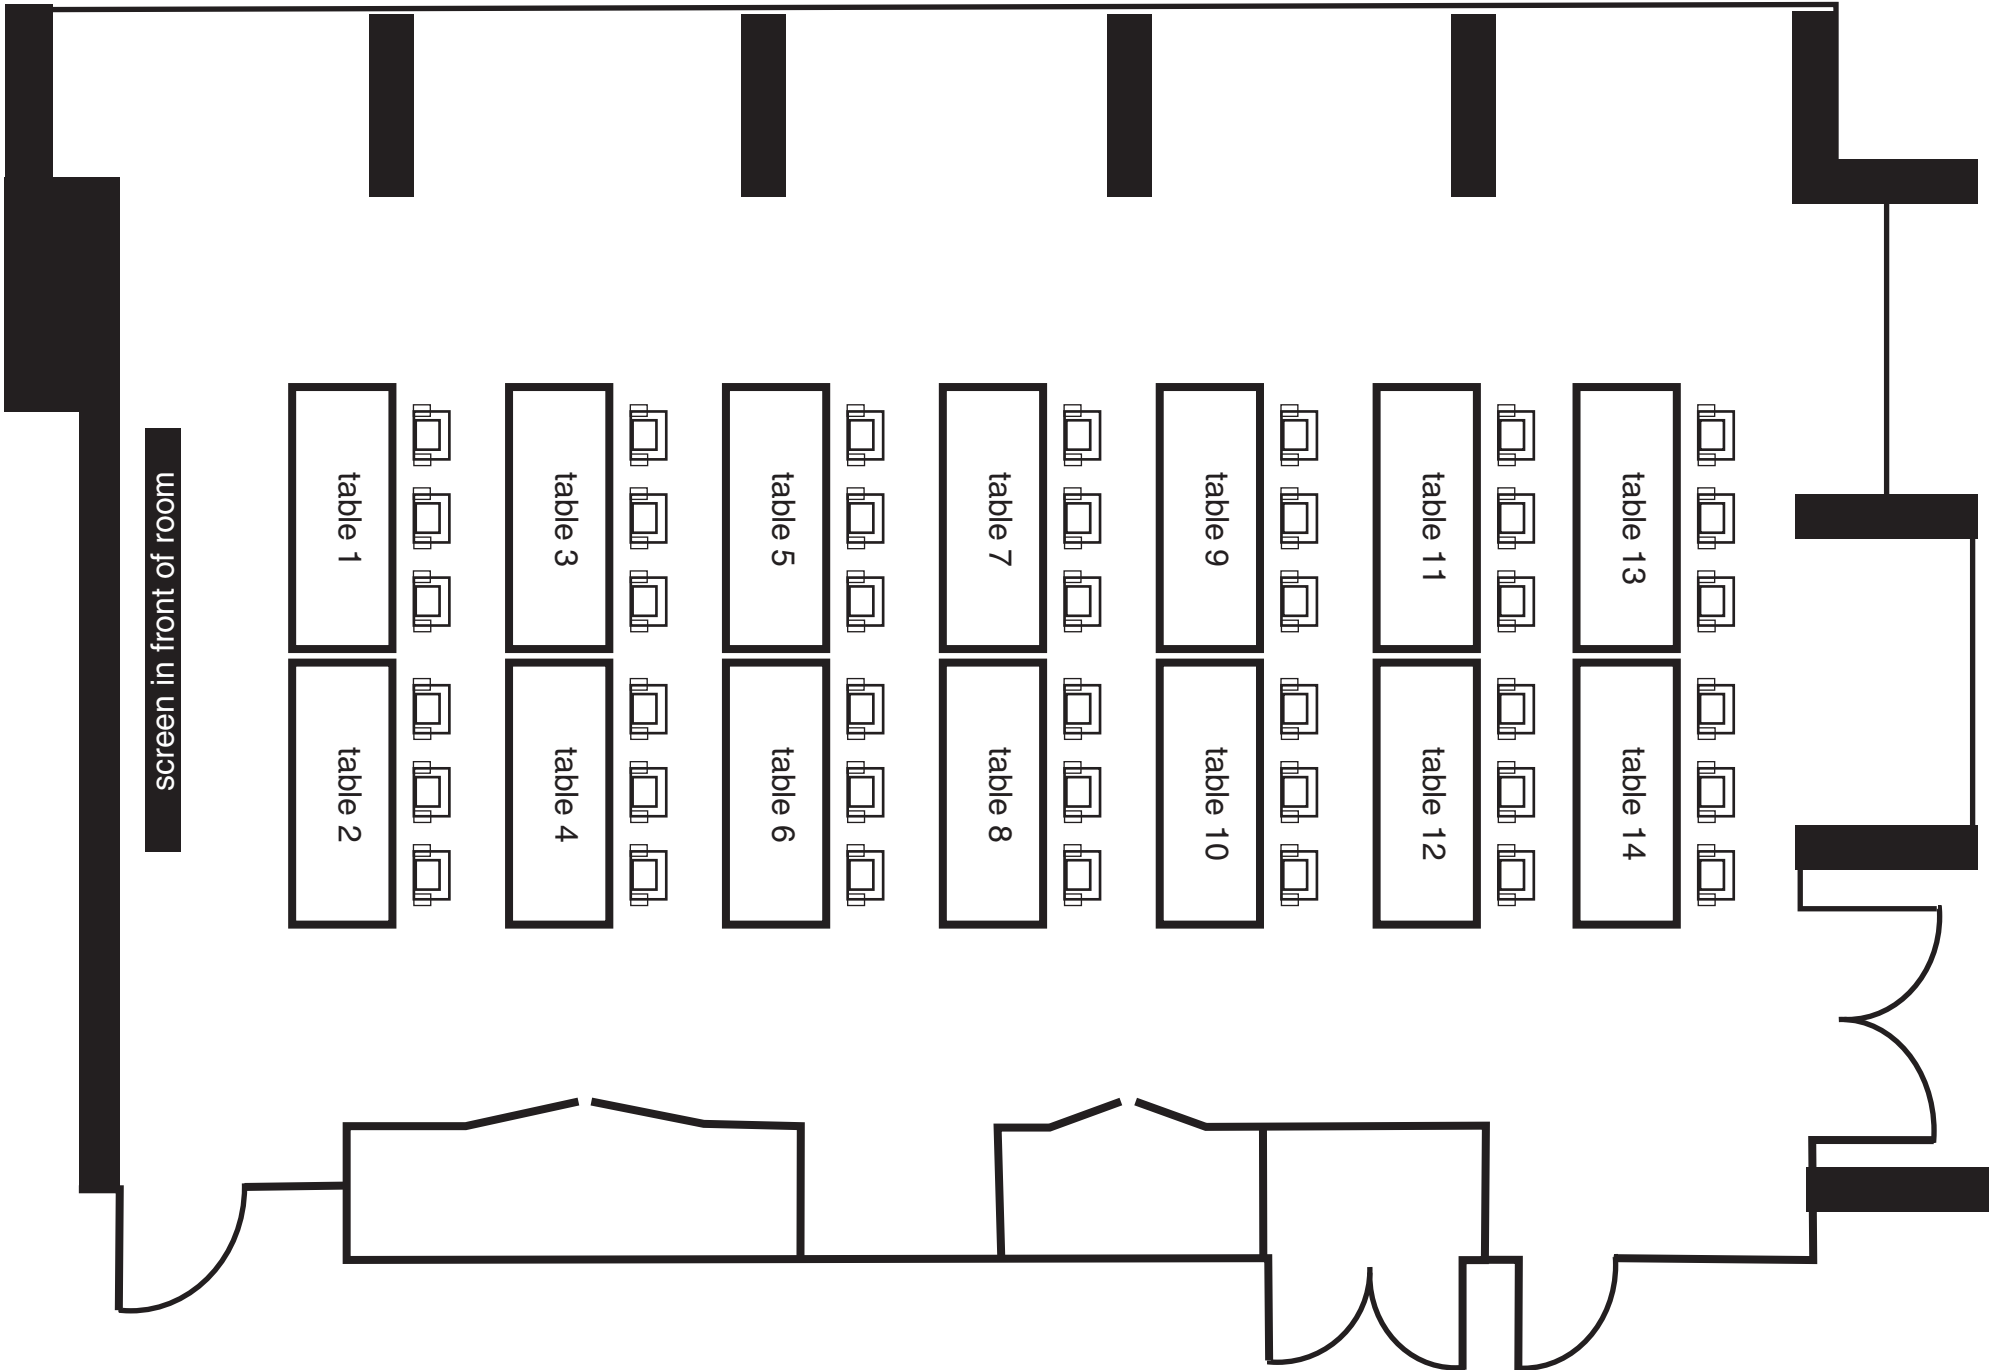 screen in front of room
table 1
table 3
table 5
table 7
table 9
table 11
table 13
table 2
table 4
table 6
table 8
table 10
table 12
table 14